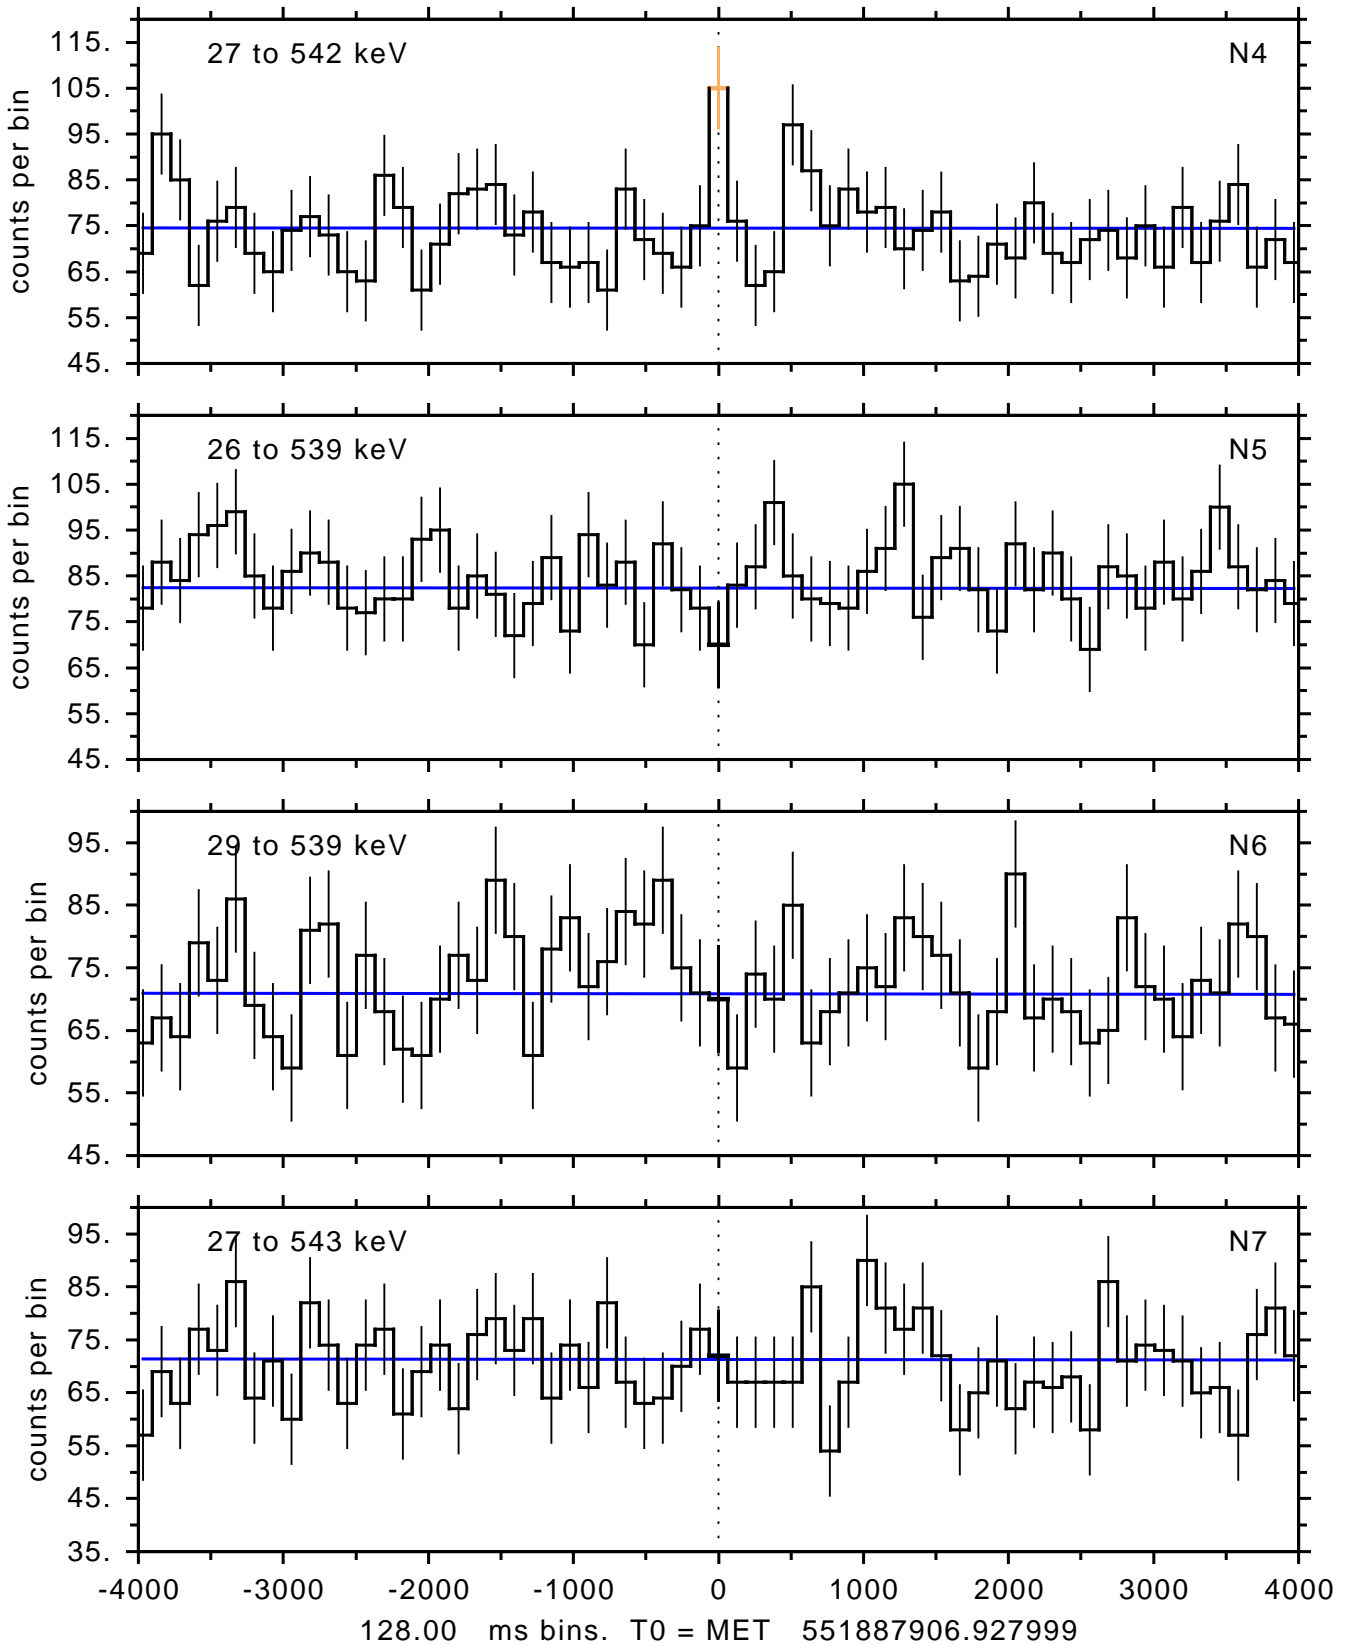 27 to 542 keV N4
counts per bin
115.
105.
95.
85.
75.
65.
55.
45.
26 to 539 keV N5
counts per bin
115.
105.
95.
85.
75.
65.
55.
45.
29 to 539 keV N6
counts per bin
95.
85.
75.
65.
55.
45.
27 to 543 keV N7
counts per bin
95.
85.
75.
65.
55.
45.
35.
-4000 -3000 -2000 -1000 0 1000 2000 3000 4000
128.00 ms bins. T0 = MET 551887906.927999